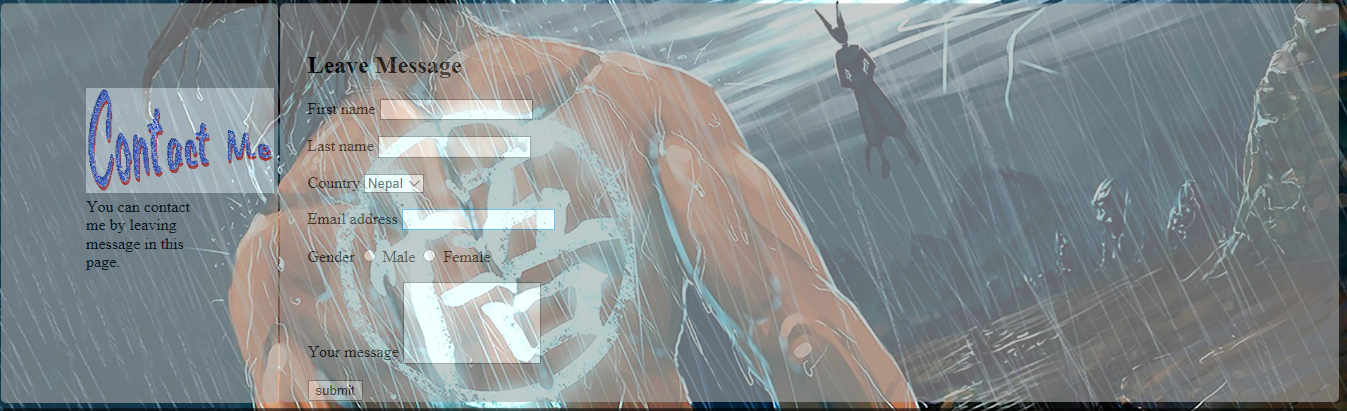 Contact Me
You can contact
me by leaving
message in this
page.
Leave Message
First name
Last name
Country Nepal
Email address
Gender Male Female
Your message
submit